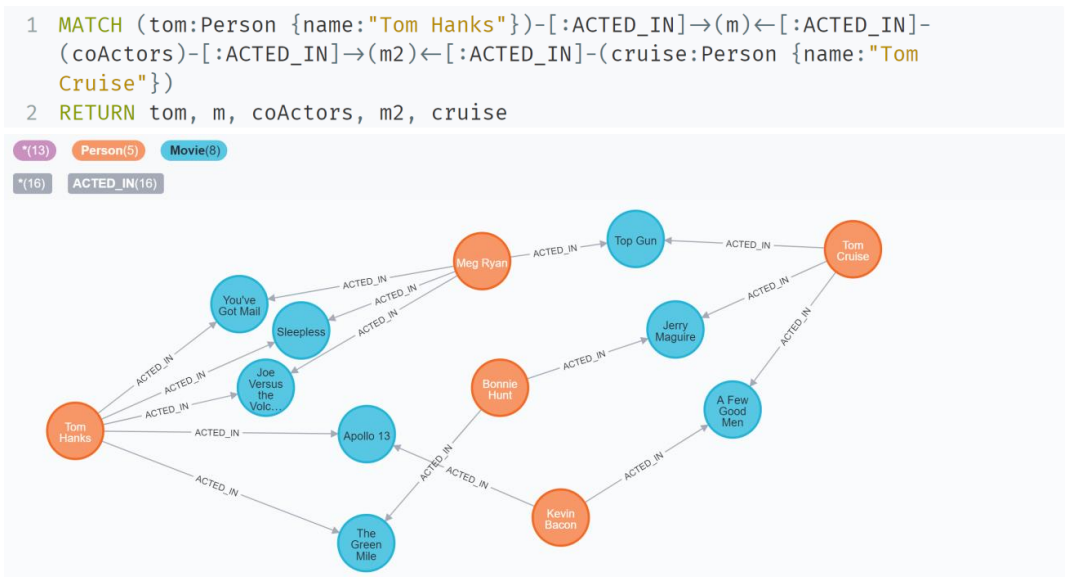 1 MATCH (tom:Person {name:"Tom Hanks"})-[:ACTED_IN]→(m)←[:ACTED_IN]-
(coActors)-[:ACTED_IN]→(m2)←[:ACTED_IN]-(cruise:Person {name:"Tom
Cruise"})
2 RETURN tom, m, coActors, m2, cruise
*(13) Person(5) Movie(8)
*(16) ACTED_IN(16)
Top Gun
Tom
Cruise
Meg Ryan
ACTED_IN
ACTED_IN
ACTED_IN
ACTED_IN
ACTED_IN
ACTED_IN
ACTED_IN
You've
Got Mail
Sleepless
Jerry
Maguire
Joe
Versus
the
Volc...
ACTED_IN
ACTED_IN
ACTED_IN
ACTED_IN
Bonnie
Hunt
A Few
Good
Men
Tom
Hanks
ACTED_IN
Apollo 13
ACTED_IN
ACTED_IN
ACTED_IN
ACTED_IN
Kevin
Bacon
The
Green
Mile